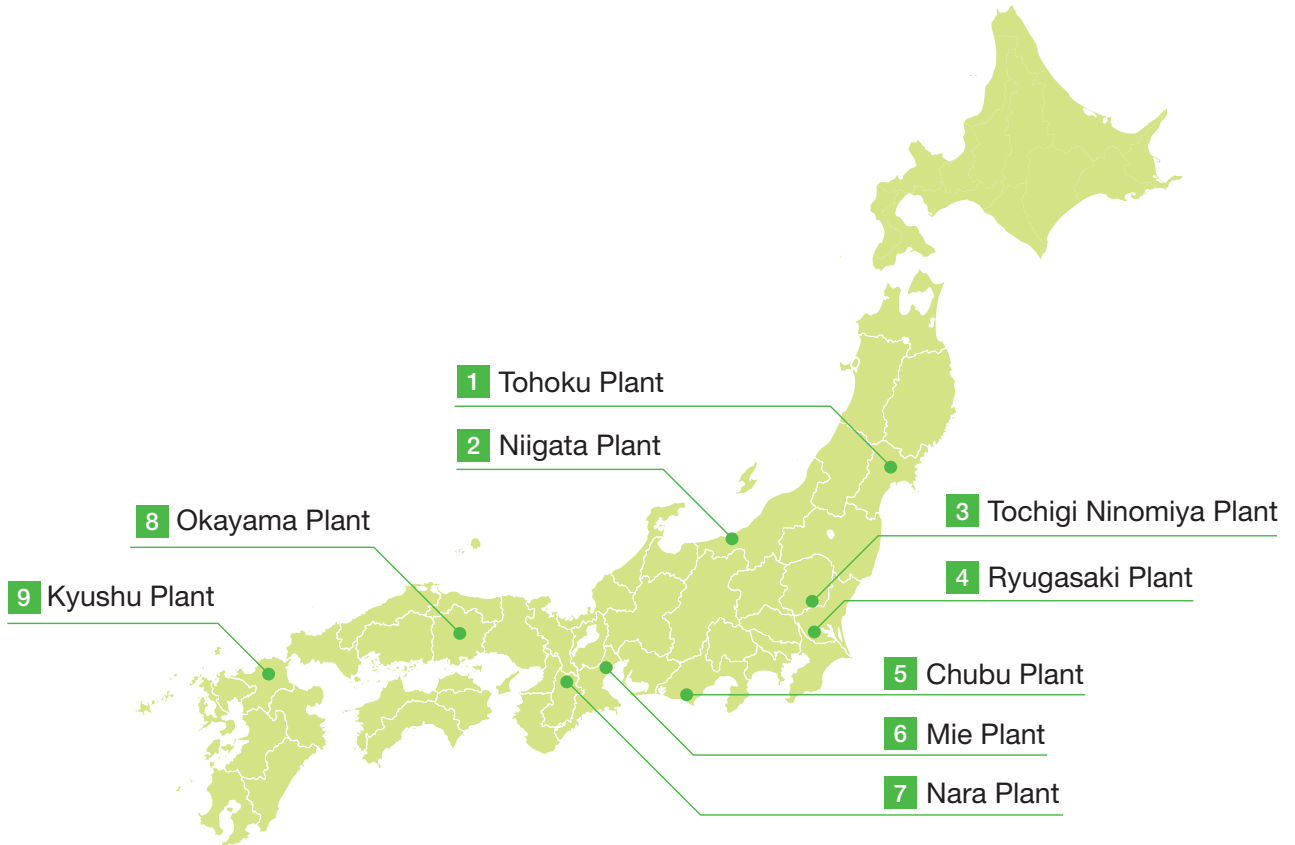 1 Tohoku Plant
2 Niigata Plant
3 Tochigi Ninomiya Plant
4 Ryugasaki Plant
5 Chubu Plant
6 Mie Plant
7 Nara Plant
8 Okayama Plant
9 Kyushu Plant